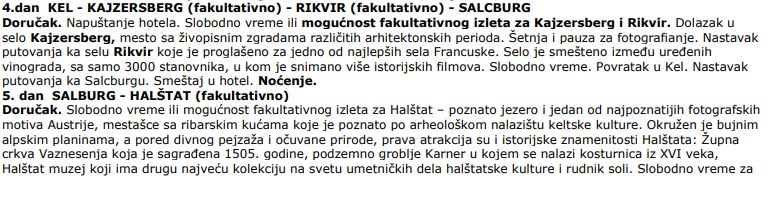 4.dan  KEL - KAJZERSBERG (fakultativno) - RIKVIR (fakultativno) - SALCBURG
Doručak. Napuštanje hotela. Slobodno vreme ili mogućnost fakultativnog izleta za Kajzersberg i Rikvir. Dolazak u
selo Kajzersberg, mesto sa živopisnim zgradama različitih arhitektonskih perioda. Šetnja i pauza za fotografianje. Nastavak
putovanja ka selu Rikvir koje je proglašeno za jedno od najlepših sela Francuske. Selo je smešteno između uređenih
vinograda, sa samo 3000 stanovnika, u kom je snimano više istorijskih filmova. Slobodno vreme. Povratak u Kel. Nastavak
putovanja ka Salcburgu. Smeštaj u hotel. Noćenje.
5. dan  SALBURG - HALŠTAT (fakultativno)
Doručak. Slobodno vreme ili mogućnost fakultativnog izleta za Halštat – poznato jezero i jedan od najpoznatijih fotografskih
motiva Austrije, mestašce sa ribarskim kućama koje je poznato po arheološkom nalazištu keltske kulture. Okružen je bujnim
alpskim planinama, a pored divnog pejzaža i očuvane prirode, prava atrakcija su i istorijske znamenitosti Halštata: Župna
crkva Vaznesenja koja je sagrađena 1505. godine, podzemno groblje Karner u kojem se nalazi kosturnica iz XVI veka,
Halštat muzej koji ima drugu najveću kolekciju na svetu umetničkih dela halštatske kulture i rudnik soli. Slobodno vreme za